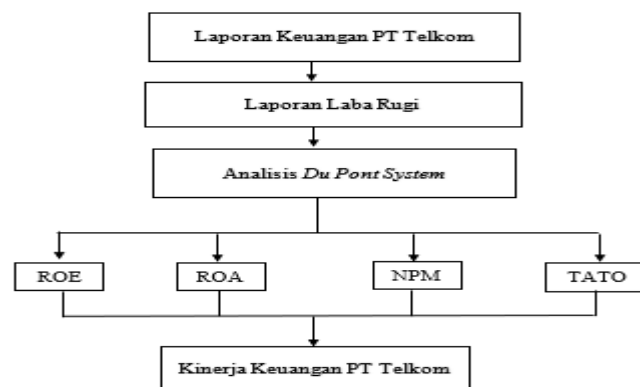 Laporan Keuangan PT Telkom
Laporan Laba Rugi
Analisis Du Pont System
ROE
ROA
NPM
TATO
Kinerja Keuangan PT Telkom